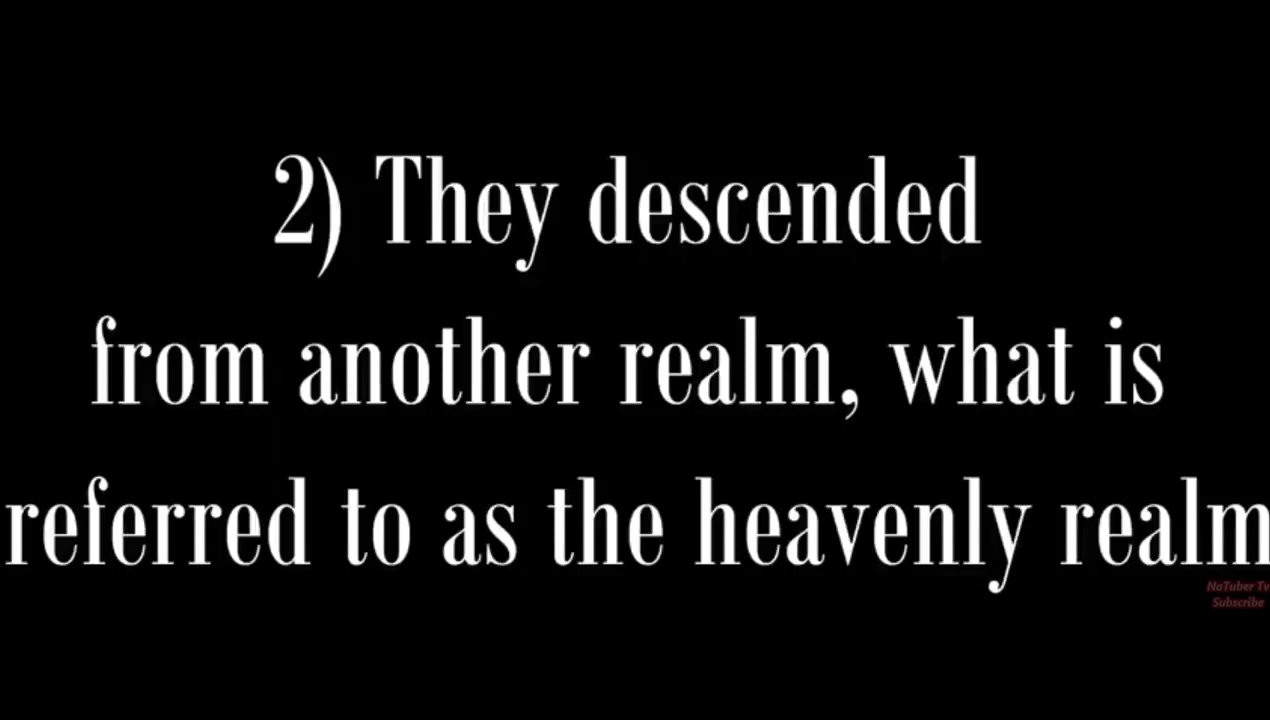 2) They descended
from another realm, what is
referred to as the heavenly realm
NaTuber Tv
Subscribe